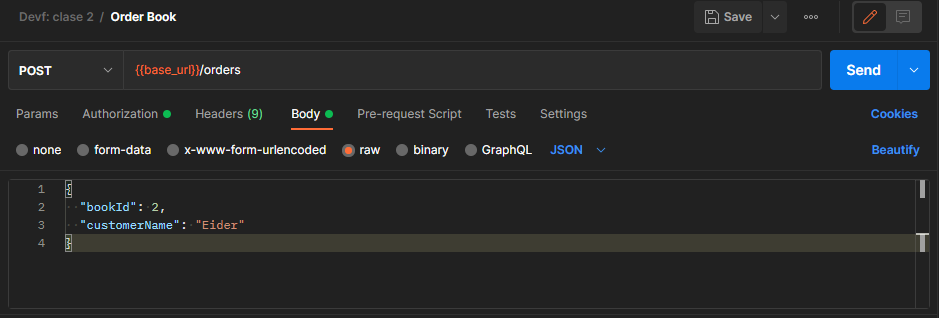 Devf: clase 2 / Order Book
Save
POST
{{base_url}}/orders
Send
Params
Authorization
Headers (9)
Body
Pre-request Script
Tests
Settings
Cookies
none
form-data
x-www-form-urlencoded
raw
binary
GraphQL
JSON
Beautify
1 {
2 "bookId": 2,
3 "customerName": "Eider"
4 }